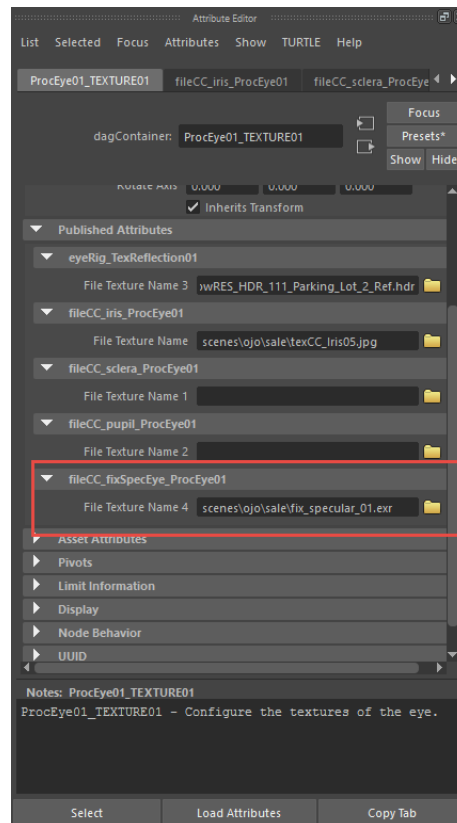 Attribute Editor
List Selected Focus Attributes Show TURTLE Help
ProcEye01_TEXTURE01 fileCC_iris_ProcEye01 fileCC_sclera_ProcEye
Focus
dagContainer: ProcEye01_TEXTURE01 Presets*
Show Hide
Rotate Axis 0.000 0.000 0.000
Inherits Transform
Published Attributes
eyeRig_TexReflection01
File Texture Name 3 owRES_HDR_111_Parking_Lot_2_Ref.hdr
fileCC_iris_ProcEye01
File Texture Name scenes\ojo\sale\texCC_Iris05.jpg
fileCC_sclera_ProcEye01
File Texture Name 1
fileCC_pupil_ProcEye01
File Texture Name 2
fileCC_fixSpecEye_ProcEye01
File Texture Name 4 scenes\ojo\sale\fix_specular_01.exr
Asset Attributes
Pivots
Limit Information
Display
Node Behavior
UUID
Notes: ProcEye01_TEXTURE01
ProcEye01_TEXTURE01 - Configure the textures of the eye.
Select Load Attributes Copy Tab